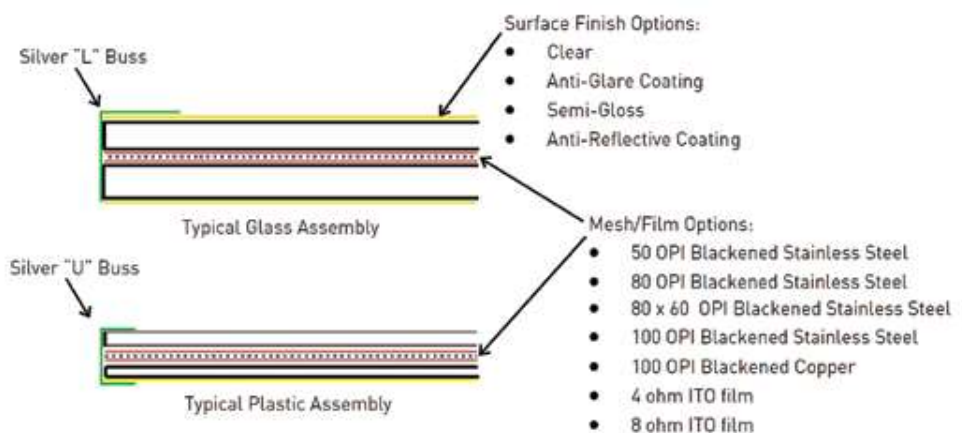 Surface Finish Options:
• Clear
• Anti-Glare Coating
• Semi-Gloss
• Anti-Reflective Coating
Silver "L" Buss
Typical Glass Assembly
Mesh/Film Options:
• 50 OPI Blackened Stainless Steel
• 80 OPI Blackened Stainless Steel
• 80 x 60 OPI Blackened Stainless Steel
• 100 OPI Blackened Stainless Steel
• 100 OPI Blackened Copper
• 4 ohm ITO film
• 8 ohm ITO film
Silver "U" Buss
Typical Plastic Assembly